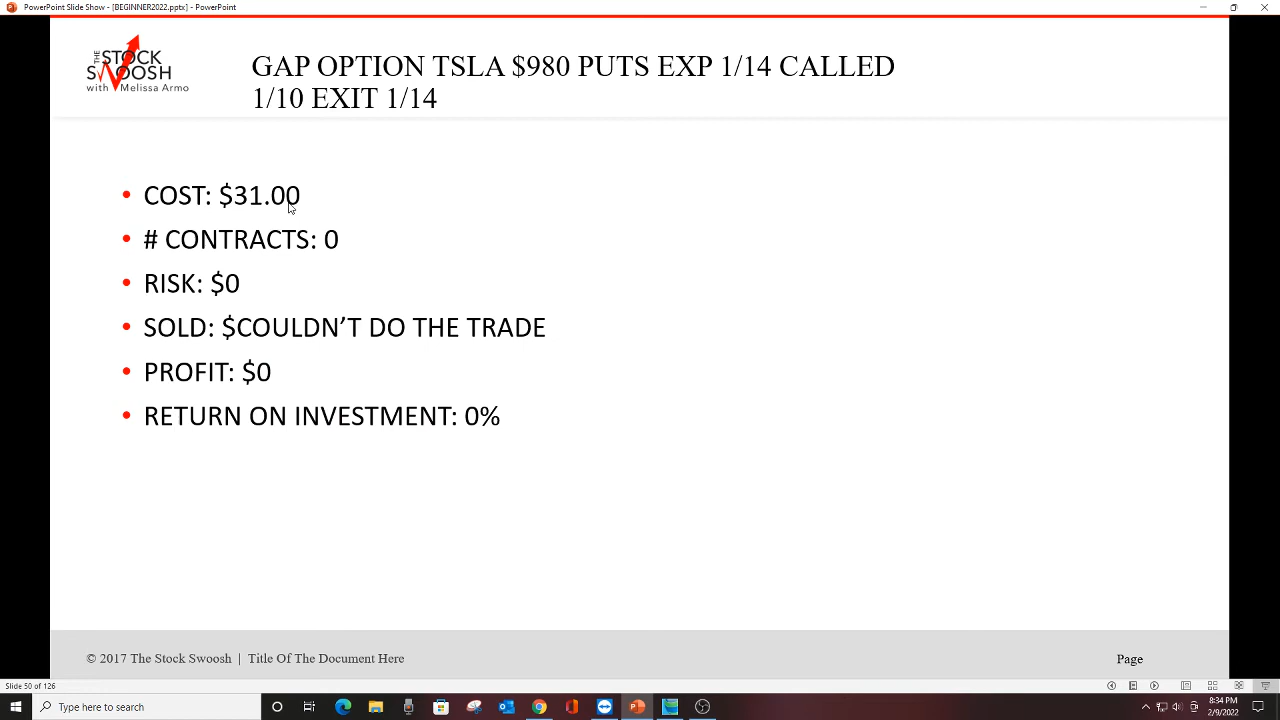 PowerPoint Slide Show - [BEGINNER2022.pptx] - PowerPoint
THE STOCK
SWOOSH
with Melissa Armo
GAP OPTION TSLA $980 PUTS EXP 1/14 CALLED
1/10 EXIT 1/14
• COST: $31.00
• # CONTRACTS: 0
• RISK: $0
• SOLD: $COULDN’T DO THE TRADE
• PROFIT: $0
• RETURN ON INVESTMENT: 0%
© 2017 The Stock Swoosh | Title Of The Document Here
Page
Slide 50 of 126
Type here to search
8:34 PM
2/9/2022